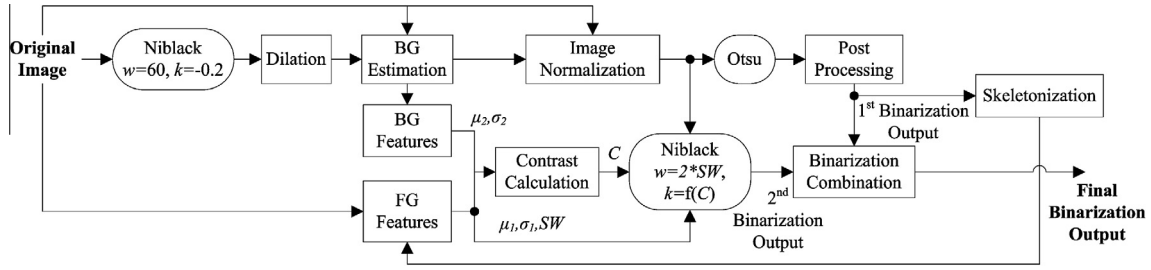 Original
Image
Niblack
w=60, k=-0.2
Dilation
BG
Estimation
Image
Normalization
Otsu
Post
Processing
Skeletonization
1st Binarization
Output
BG
Features
μ2,σ2
Contrast
Calculation
C
Niblack
w=2*SW,
k=f(C)
2nd
Binarization
Output
Binarization
Combination
FG
Features
μ1,σ1,SW
Final
Binarization
Output